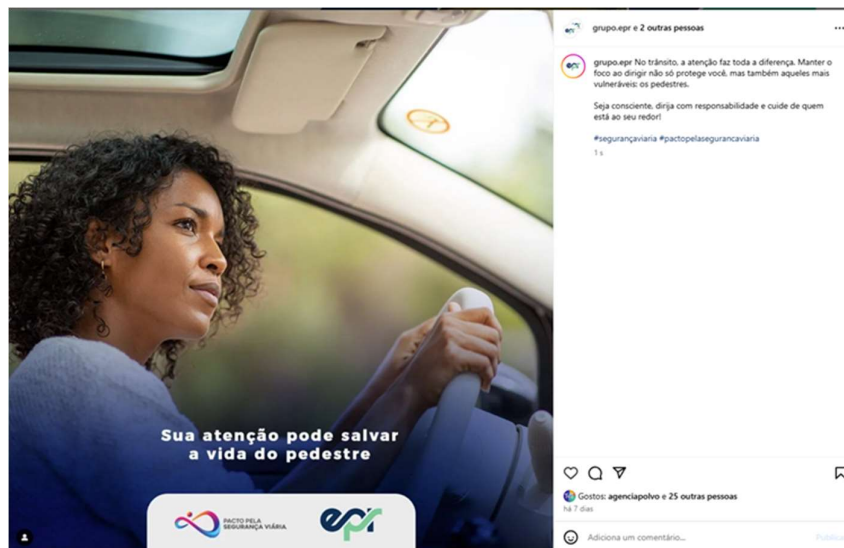 Sua atenção pode salvar
a vida do pedestre
PACTO PELA
SEGURANÇA VIÁRIA
epr
grupo.epr e 2 outras pessoas
grupo.epr No trânsito, a atenção faz toda a diferença. Manter o
foco ao dirigir não só protege você, mas também aqueles mais
vulneráveis: os pedestres.
Seja consciente, dirija com responsabilidade e cuide de quem
está ao seu redor!
#segurançaviaria #pactopelasegurancaviaria
1 s
Gostos: agenciapolvo e 25 outras pessoas
há 7 dias
Adiciona um comentário...
Publicar